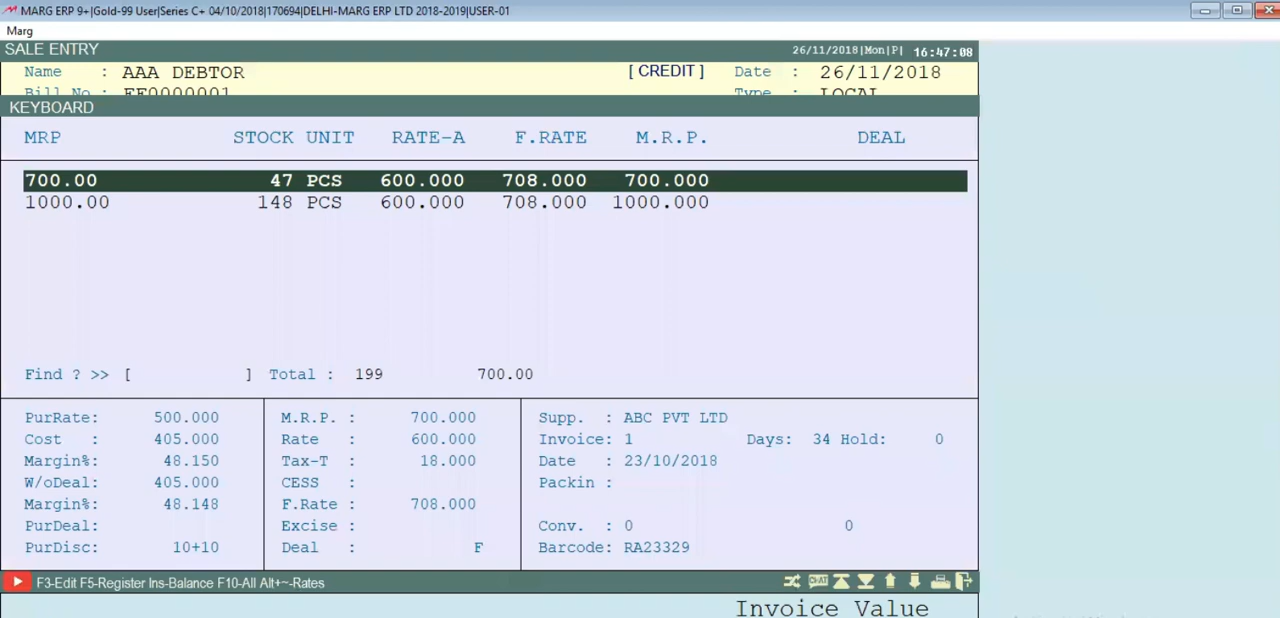 MARG ERP 9+|Gold-99 User|Series C+ 04/10/2018|170694|DELHI-MARG ERP LTD 2018-2019|USER-01
Marg
SALE ENTRY 26/11/2018|Mon|P| 16:47:08
Name : AAA DEBTOR [ CREDIT ] Date : 26/11/2018
Bill No : EE0000001 Type : LOCAL
KEYBOARD
MRP STOCK UNIT RATE-A F.RATE M.R.P. DEAL
700.00 47 PCS 600.000 708.000 700.000
1000.00 148 PCS 600.000 708.000 1000.000
Find ? >> [ ] Total : 199 700.00
PurRate: 500.000 M.R.P. : 700.000 Supp. : ABC PVT LTD
Cost : 405.000 Rate : 600.000 Invoice: 1 Days: 34 Hold: 0
Margin%: 48.150 Tax-T : 18.000 Date : 23/10/2018
W/oDeal: 405.000 CESS : Packin :
Margin%: 48.148 F.Rate : 708.000
PurDeal: Excise : Conv. : 0 0
PurDisc: 10+10 Deal : F Barcode: RA23329
F3-Edit F5-Register Ins-Balance F10-All Alt+~-Rates CHAT
Invoice Value